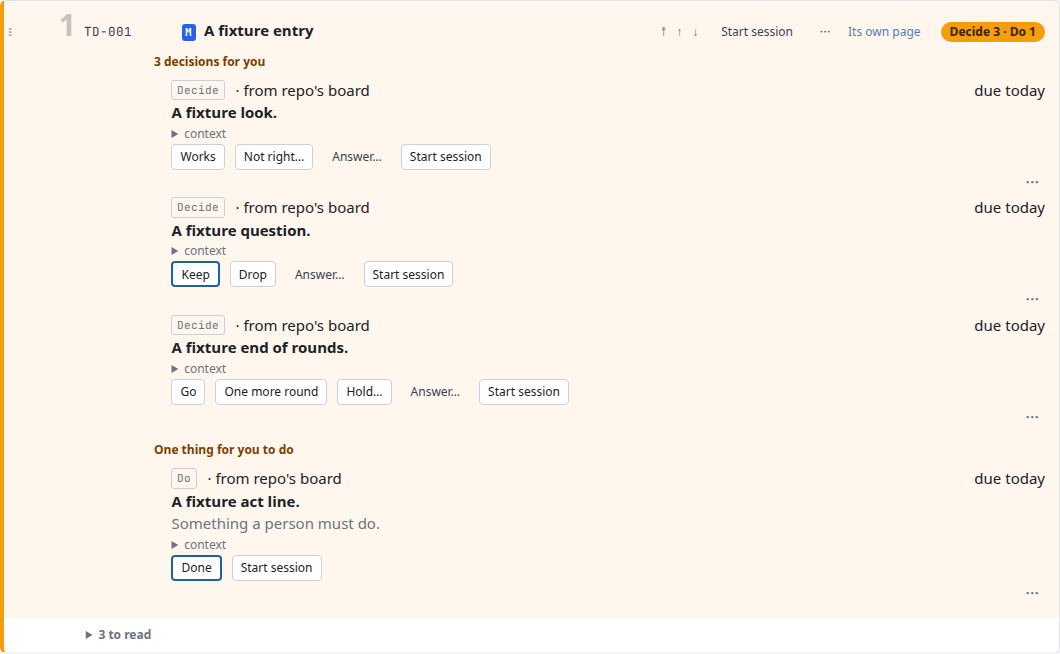 1 TD-001 M A fixture entry ↑ ↑ ↓ Start session ... Its own page Decide 3 · Do 1
3 decisions for you
Decide · from repo's board due today
A fixture look.
▶ context
Works Not right... Answer... Start session
...
Decide · from repo's board due today
A fixture question.
▶ context
Keep Drop Answer... Start session
...
Decide · from repo's board due today
A fixture end of rounds.
▶ context
Go One more round Hold... Answer... Start session
...
One thing for you to do
Do · from repo's board due today
A fixture act line.
Something a person must do.
▶ context
Done Start session
...
▶ 3 to read